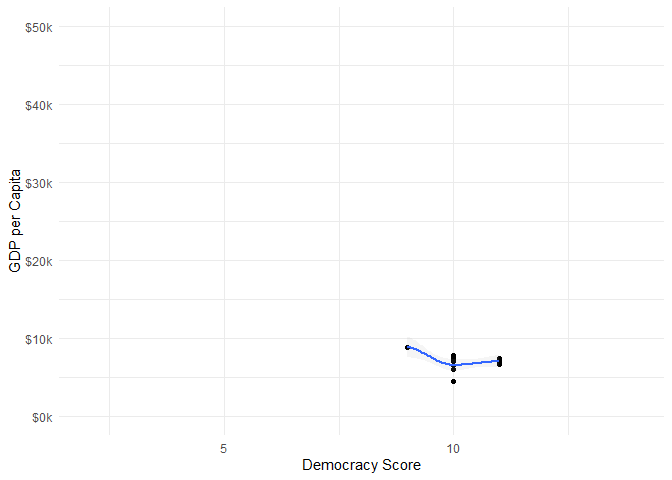 $50k
$40k
$30k
$20k
$10k
$0k
GDP per Capita
5 10
Democracy Score